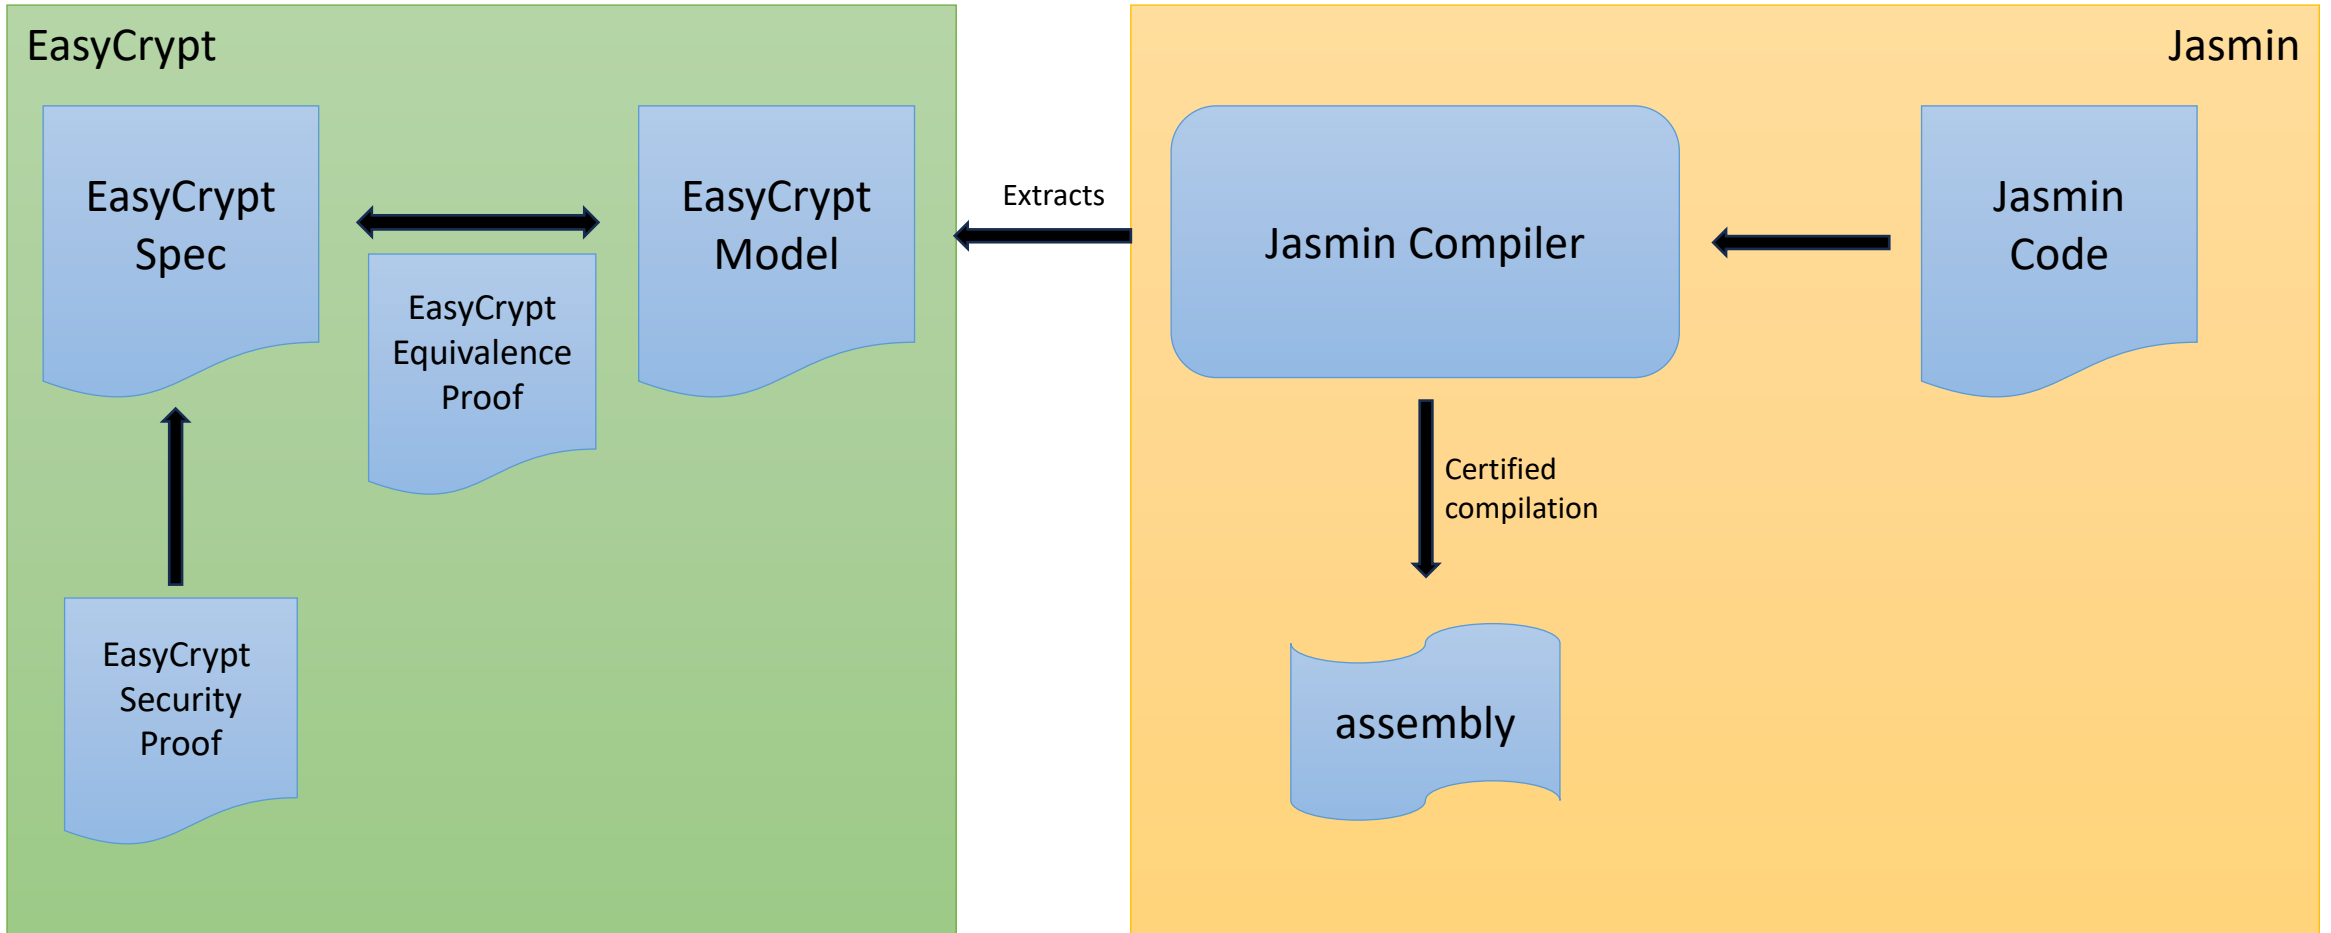 EasyCrypt
Jasmin
EasyCrypt
Spec
EasyCrypt
Model
EasyCrypt
Equivalence
Proof
EasyCrypt
Security
Proof
Extracts
Jasmin Compiler
Jasmin
Code
Certified
compilation
assembly